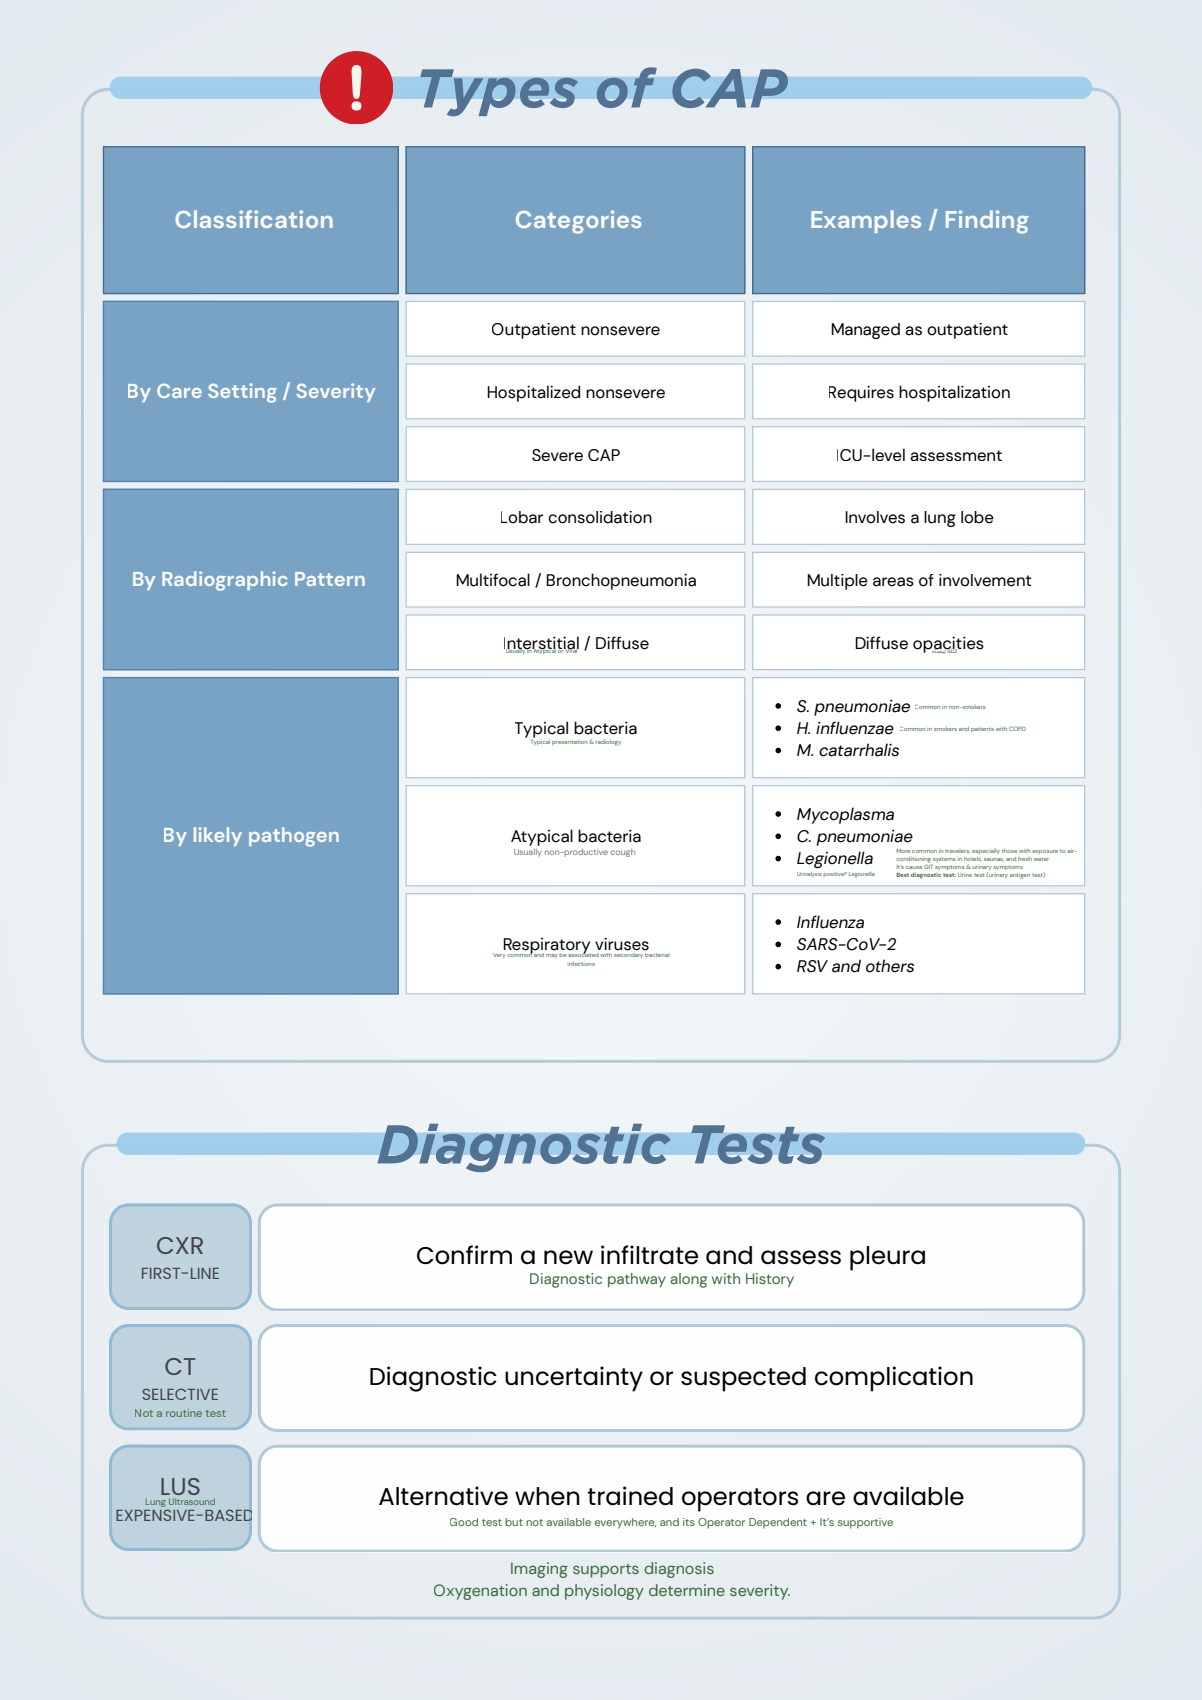 ! Types of CAP
Classification
Categories
Examples / Finding
By Care Setting / Severity
Outpatient nonsevere
Managed as outpatient
Hospitalized nonsevere
Requires hospitalization
Severe CAP
ICU-level assessment
By Radiographic Pattern
Lobar consolidation
Involves a lung lobe
Multifocal / Bronchopneumonia
Multiple areas of involvement
Interstitial / Diffuse
Usually in Atypical or Viral
Diffuse opacities
By likely pathogen
Typical bacteria
Typical presentation & radiology
• S. pneumoniae Common in non-smokers
• H. influenzae Common in smokers and patients with COPD
• M. catarrhalis
Atypical bacteria
Usually non-productive cough
• Mycoplasma
• C. pneumoniae
• Legionella
Urinalysis positive? Legionella
More common in travelers, especially those with exposure to air-
conditioning systems in hotels, saunas, and fresh water
It's cause GIT symptoms & urinary symptoms
Best diagnostic test: Urine test (urinary antigen test)
Respiratory viruses
Very common and may be associated with secondary bacterial
infections
• Influenza
• SARS-CoV-2
• RSV and others
Diagnostic Tests
CXR
FIRST-LINE
Confirm a new infiltrate and assess pleura
Diagnostic pathway along with History
CT
SELECTIVE
Not a routine test
Diagnostic uncertainty or suspected complication
LUS
Lung Ultrasound
EXPENSIVE-BASED
Alternative when trained operators are available
Good test but not available everywhere, and its Operator Dependent + It's supportive
Imaging supports diagnosis
Oxygenation and physiology determine severity.